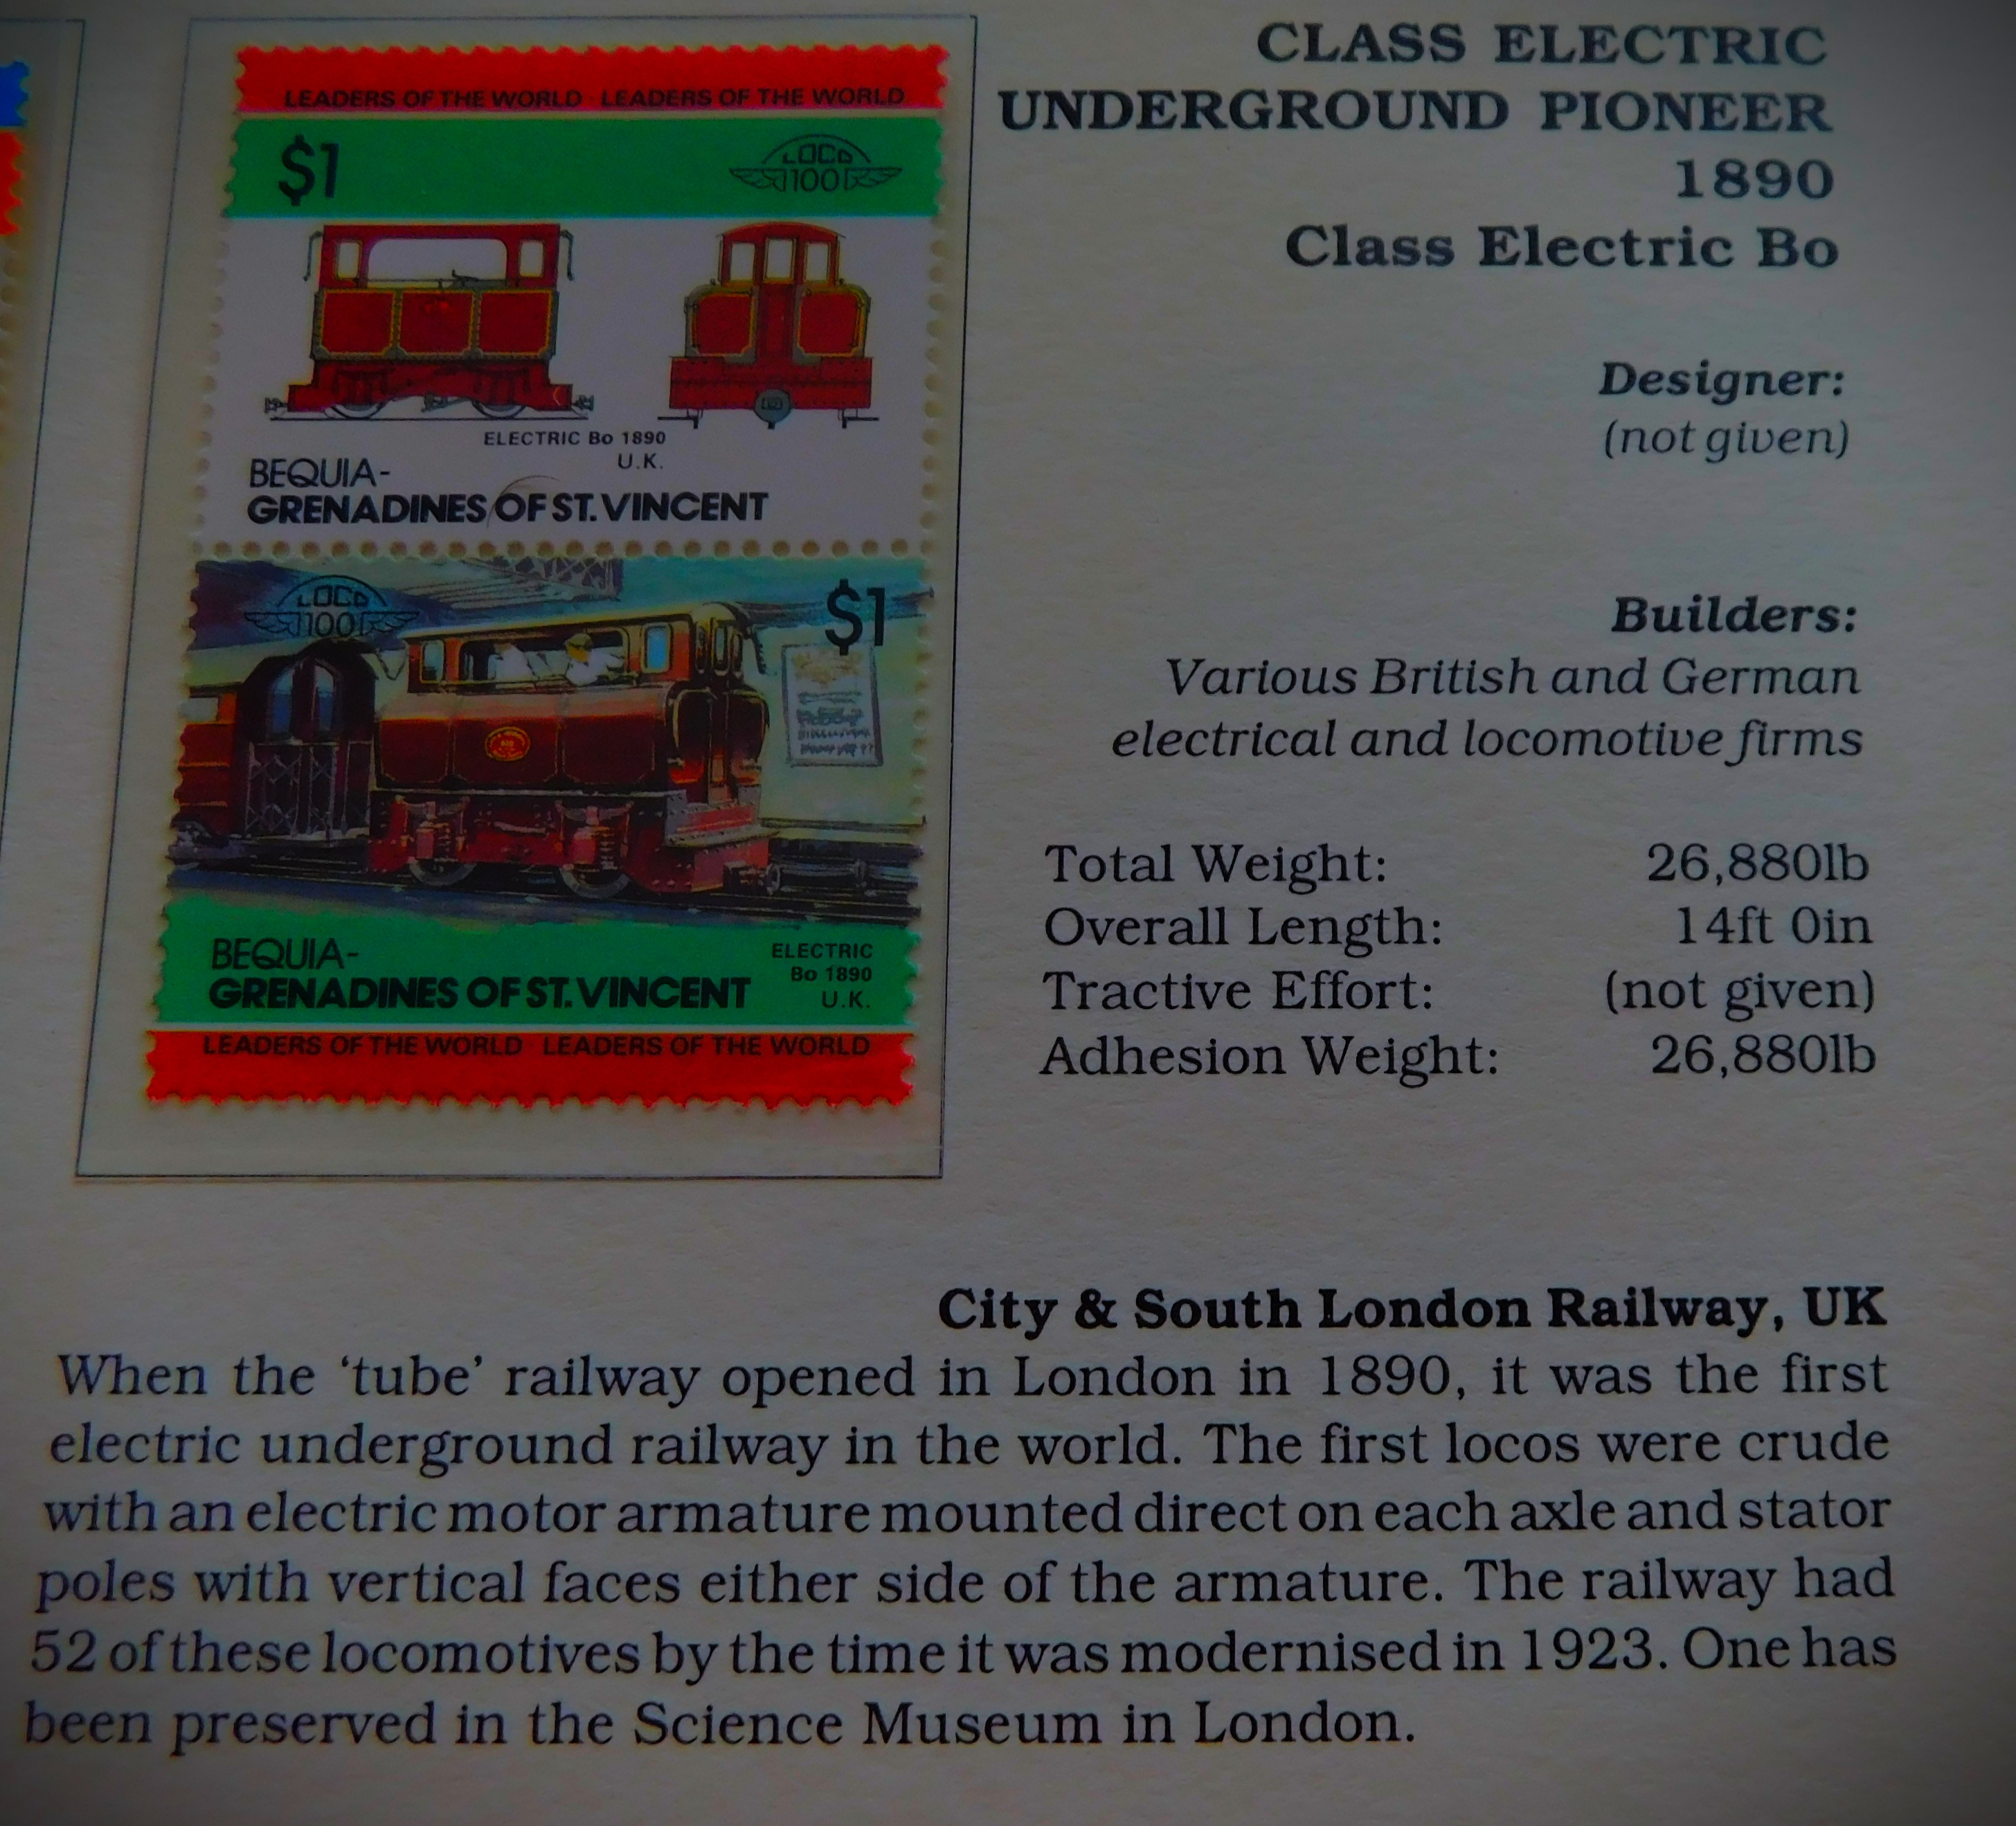 LEADERS OF THE WORLD · LEADERS OF THE WORLD
$1
LOCO
100
ELECTRIC Bo 1890
U.K.
BEQUIA-
GRENADINES OF ST. VINCENT
LOCO
100
$1
BEQUIA-
GRENADINES OF ST. VINCENT
ELECTRIC
Bo 1890
U.K.
LEADERS OF THE WORLD · LEADERS OF THE WORLD
CLASS ELECTRIC
UNDERGROUND PIONEER
1890
Class Electric Bo
Designer:
(not given)
Builders:
Various British and German
electrical and locomotive firms
Total Weight: 26,880lb
Overall Length: 14ft 0in
Tractive Effort: (not given)
Adhesion Weight: 26,880lb
City & South London Railway, UK
When the ‘tube’ railway opened in London in 1890, it was the first
electric underground railway in the world. The first locos were crude
with an electric motor armature mounted direct on each axle and stator
poles with vertical faces either side of the armature. The railway had
52 of these locomotives by the time it was modernised in 1923. One has
been preserved in the Science Museum in London.